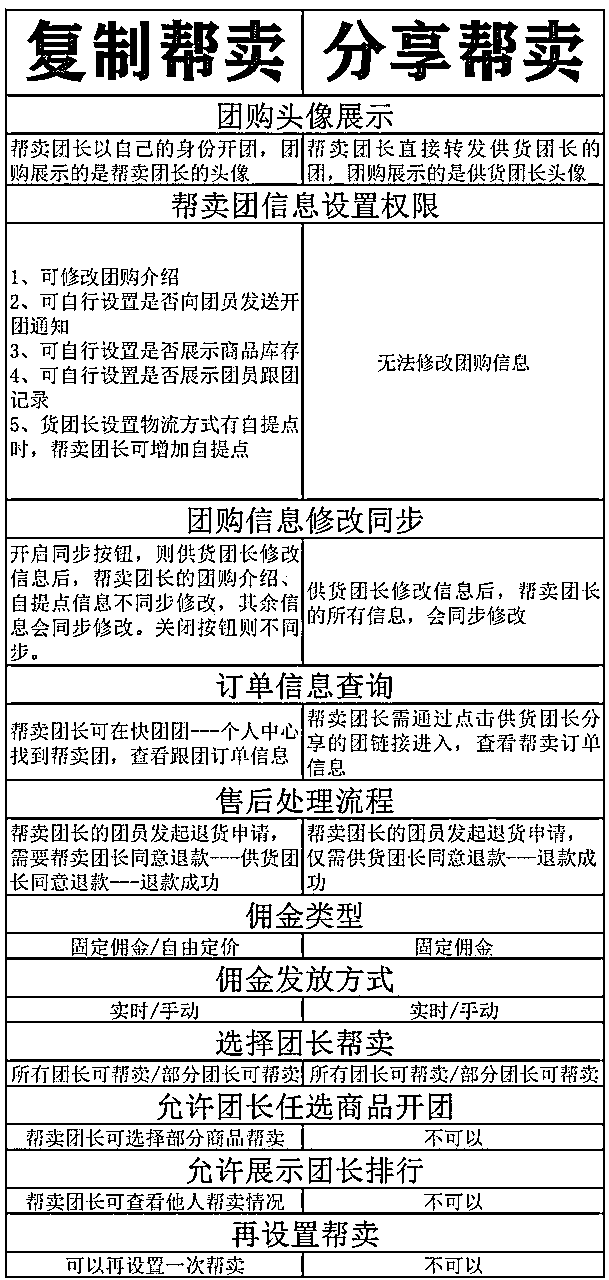 复制帮卖 分享帮卖
团购头像展示
帮卖团长以自己的身份开团，团
购展示的是帮卖团长的头像
帮卖团长直接转发供货团长的
团，团购展示的是供货团长头像
帮卖团信息设置权限
1、可修改团购介绍
2、可自行设置是否向团员发送开
团通知
3、可自行设置是否展示商品库存
4、可自行设置是否展示团员跟团
记录
5、货团长设置物流方式有自提点
时，帮卖团长可增加自提点
无法修改团购信息
团购信息修改同步
开启同步按钮，则供货团长修改
信息后，帮卖团长的团购介绍、
自提点信息不同步修改，其余信
息会同步修改。关闭按钮则不同
步。
供货团长修改信息后，帮卖团长
的所有信息，会同步修改
订单信息查询
帮卖团长可在快团团---个人中心
找到帮卖团，查看跟团订单信息
帮卖团长需通过点击供货团长分
享的团链接进入，查看帮卖订单
信息
售后处理流程
帮卖团长的团员发起退货申请，
需要帮卖团长同意退款---供货团
长同意退款---退款成功
帮卖团长的团员发起退货申请，
仅需供货团长同意退款---退款成
功
佣金类型
固定佣金/自由定价 固定佣金
佣金发放方式
实时/手动 实时/手动
选择团长帮卖
所有团长可帮卖/部分团长可帮卖 所有团长可帮卖/部分团长可帮卖
允许团长任选商品开团
帮卖团长可选择部分商品帮卖 不可以
允许展示团长排行
帮卖团长可查看他人帮卖情况 不可以
再设置帮卖
可以再设置一次帮卖 不可以